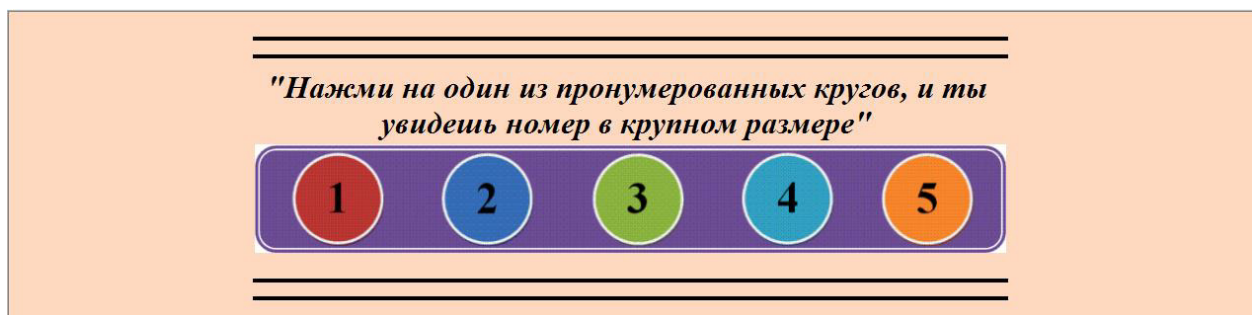 "Нажми на один из пронумерованных кругов, и ты
увидешь номер в крупном размере"
1 2 3 4 5